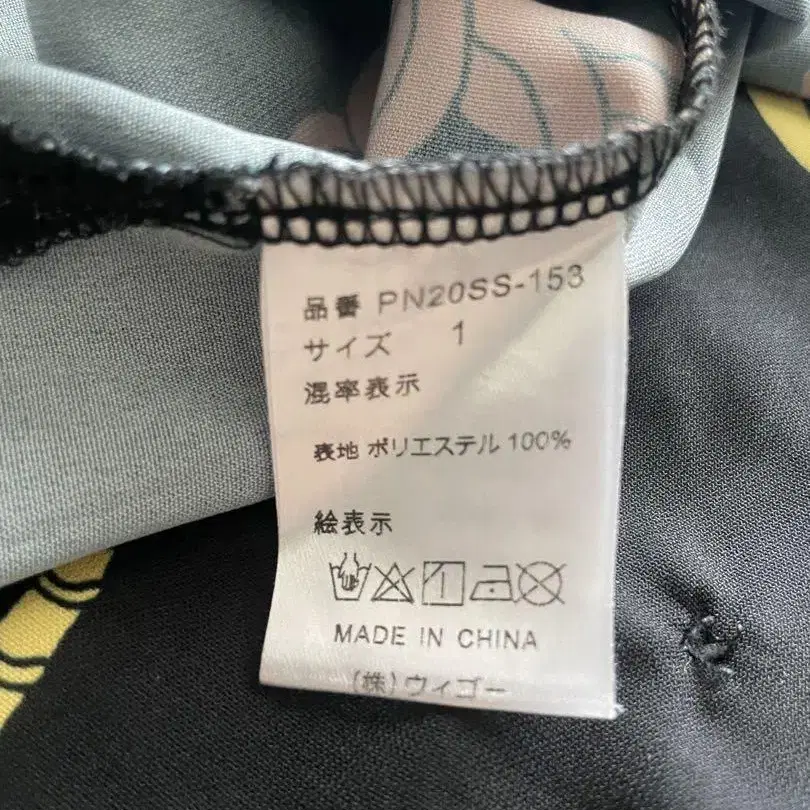 品番 PN20SS-153
サイズ 1
混率表示
表地 ポリエステル 100%
絵表示
MADE IN CHINA
(株)ウィゴー